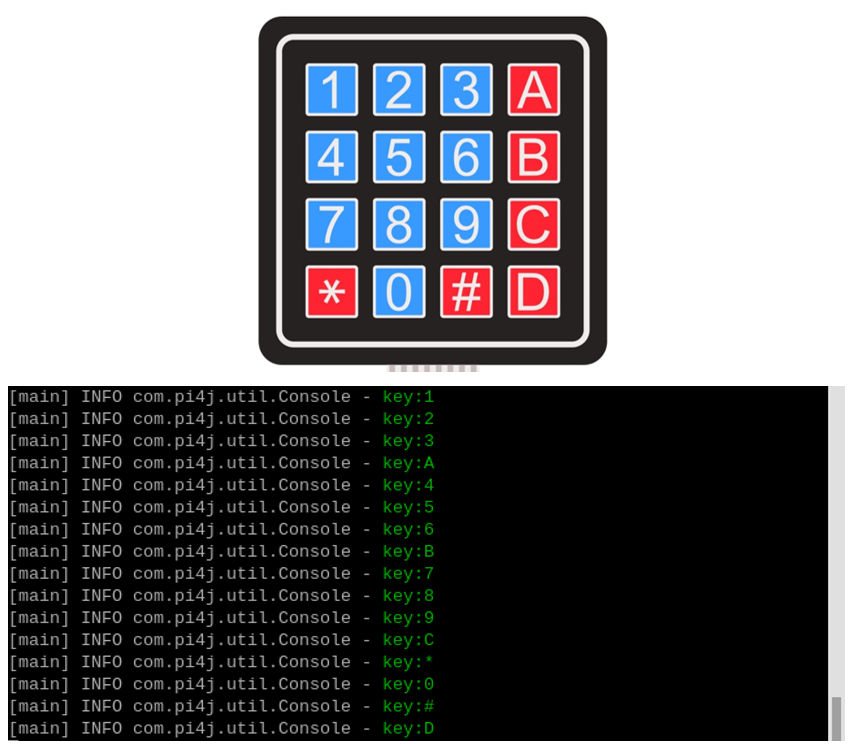 1 2 3 A
4 5 6 B
7 8 9 C
* 0 # D
[main] INFO com.pi4j.util.Console - key:1
[main] INFO com.pi4j.util.Console - key:2
[main] INFO com.pi4j.util.Console - key:3
[main] INFO com.pi4j.util.Console - key:A
[main] INFO com.pi4j.util.Console - key:4
[main] INFO com.pi4j.util.Console - key:5
[main] INFO com.pi4j.util.Console - key:6
[main] INFO com.pi4j.util.Console - key:B
[main] INFO com.pi4j.util.Console - key:7
[main] INFO com.pi4j.util.Console - key:8
[main] INFO com.pi4j.util.Console - key:9
[main] INFO com.pi4j.util.Console - key:C
[main] INFO com.pi4j.util.Console - key:*
[main] INFO com.pi4j.util.Console - key:0
[main] INFO com.pi4j.util.Console - key:#
[main] INFO com.pi4j.util.Console - key:D